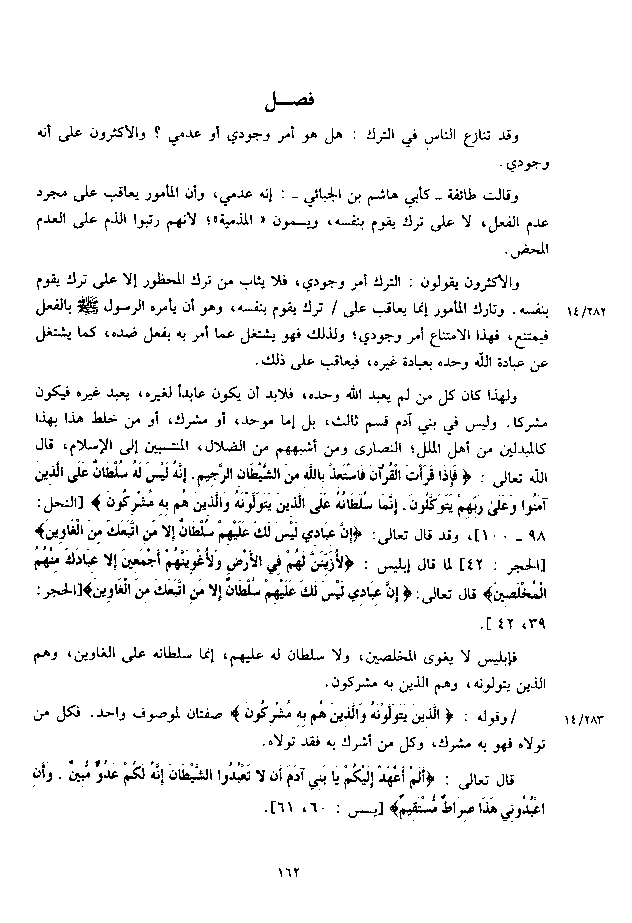 فصــل
وقد تنازع الناس في الترك : هل هو أمر وجودي أو عدمي ؟ والأكثرون على أنه
وجودي .
وقالت طائفة ـ كأبي هاشم بن الجبائي ـ : إنه عدمي، وأن المأمور يعاقب على مجرد
عدم الفعل، لا على ترك يقوم بنفسه، ويسمون « المذمية»؛ لأنهم رتبوا الذم على العدم
المحض.
والأكثرون يقولون : الترك أمر وجودي، فلا يثاب من ترك المحظور إلا على ترك يقوم
١٤/٢٨٢ بنفسه . وتارك المأمور إنما يعاقب على / ترك يقوم بنفسه، وهو أن يأمره الرسول ﷺ بالفعل
فيمتنع، فهذا الامتناع أمر وجودي؛ ولذلك فهو يشتغل عما أمر به بفعل ضده، كما يشتغل
عن عبادة الله وحده بعبادة غيره، فيعاقب على ذلك.
ولهذا كان كل من لم يعبد الله وحده، فلابد أن يكون عابداً لغيره، يعبد غيره فيكون
مشركا . وليس في بني آدم قسم ثالث، بل إما موحد، أو مشرك، أو من خلط هذا بهذا
كالمبدلين من أهل الملل؛ النصارى ومن أشبههم من الضلال، المنتسبين إلى الإسلام، قال
الله تعالى : ﴿ فَإِذَا قَرَأْتَ الْقُرْآنَ فَاسْتَعِذْ بِاللَّهِ مِنَ الشَّيْطَانِ الرَّجِيمِ. إِنَّهُ لَيْسَ لَهُ سُلْطَانٌ عَلَى الَّذِينَ
آمَنُوا وَعَلَىٰ رَبِّهِمْ يَتَوَكَّلُونَ. إِنَّمَا سُلْطَانُهُ عَلَى الَّذِينَ يَتَوَلَّوْنَهُ وَالَّذِينَ هُم بِهِ مُشْرِكُونَ ﴾ [النحل:
٩٨ ـ ١٠٠]، وقد قال تعالى: ﴿إِنَّ عِبَادِي لَيْسَ لَكَ عَلَيْهِمْ سُلْطَانٌ إِلاَّ مَنِ اتَّبَعَكَ مِنَ الْغَاوِينَ﴾
[الحجر : ٤٢] لما قال إبليس : ﴿لأُزَيِّنَنَّ لَهُمْ فِي الأَرْضِ وَلأُغْوِيَنَّهُمْ أَجْمَعِينَ إِلاَّ عِبَادَكَ مِنْهُمُ
الْمُخْلَصِينَ﴾ قال تعالى: ﴿ إِنَّ عِبَادِي لَيْسَ لَكَ عَلَيْهِمْ سُلْطَانٌ إِلاَّ مَنِ اتَّبَعَكَ مِنَ الْغَاوِينَ﴾[الحجر:
٣٩، ٤٢ ].
فإبليس لا يغوى المخلصين، ولا سلطان له عليهم، إنما سلطانه على الغاوين، وهم
الذين يتولونه، وهم الذين به مشركون.
١٤/٢٨٣ / وقوله : ﴿ الَّذِينَ يَتَوَلَّوْنَهُ وَالَّذِينَ هُم بِهِ مُشْرِكُونَ ﴾ صفتان لموصوف واحد. فكل من
تولاه فهو به مشرك، وكل من أشرك به فقد تولاه.
قال تعالى : ﴿أَلَمْ أَعْهَدْ إِلَيْكُمْ يَا بَنِي آدَمَ أَن لا تَعْبُدُوا الشَّيْطَانَ إِنَّهُ لَكُمْ عَدُوٌّ مُّبِينٌ . وَأَنِ
اعْبُدُونِي هَذَا صِرَاطٌ مُّسْتَقِيمٌ﴾ [يــس : ٦٠، ٦١].
١٦٢